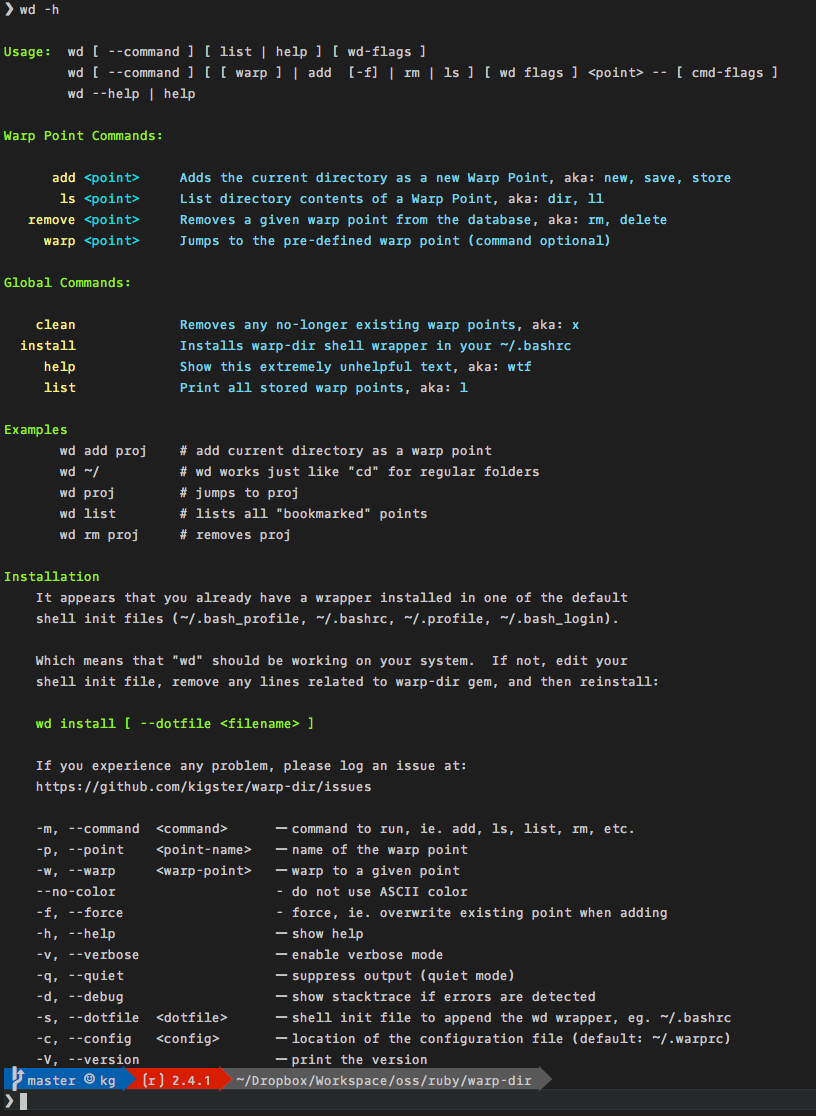 ❯ wd -h
Usage:  wd [ --command ] [ list | help ] [ wd-flags ]
        wd [ --command ] [ [ warp ] | add  [-f] | rm | ls ] [ wd flags ] <point> -- [ cmd-flags ]
        wd --help | help
Warp Point Commands:
      add <point>     Adds the current directory as a new Warp Point, aka: new, save, store
       ls <point>     List directory contents of a Warp Point, aka: dir, ll
   remove <point>     Removes a given warp point from the database, aka: rm, delete
     warp <point>     Jumps to the pre-defined warp point (command optional)
Global Commands:
    clean             Removes any no-longer existing warp points, aka: x
  install             Installs warp-dir shell wrapper in your ~/.bashrc
     help             Show this extremely unhelpful text, aka: wtf
     list             Print all stored warp points, aka: l
Examples
       wd add proj    # add current directory as a warp point
       wd ~/          # wd works just like "cd" for regular folders
       wd proj        # jumps to proj
       wd list        # lists all "bookmarked" points
       wd rm proj     # removes proj
Installation
    It appears that you already have a wrapper installed in one of the default
    shell init files (~/.bash_profile, ~/.bashrc, ~/.profile, ~/.bash_login).
    Which means that "wd" should be working on your system.  If not, edit your
    shell init file, remove any lines related to warp-dir gem, and then reinstall:
    wd install [ --dotfile <filename> ]
    If you experience any problem, please log an issue at:
    https://github.com/kigster/warp-dir/issues
    -m, --command  <command>      — command to run, ie. add, ls, list, rm, etc.
    -p, --point    <point-name>   — name of the warp point
    -w, --warp     <warp-point>   — warp to a given point
    --no-color                    - do not use ASCII color
    -f, --force                   - force, ie. overwrite existing point when adding
    -h, --help                    — show help
    -v, --verbose                 — enable verbose mode
    -q, --quiet                   — suppress output (quiet mode)
    -d, --debug                   — show stacktrace if errors are detected
    -s, --dotfile  <dotfile>      — shell init file to append the wd wrapper, eg. ~/.bashrc
    -c, --config   <config>       — location of the configuration file (default: ~/.warprc)
    -V, --version                 — print the version
master ☺ kg (r) 2.4.1 ~/Dropbox/Workspace/oss/ruby/warp-dir
❯